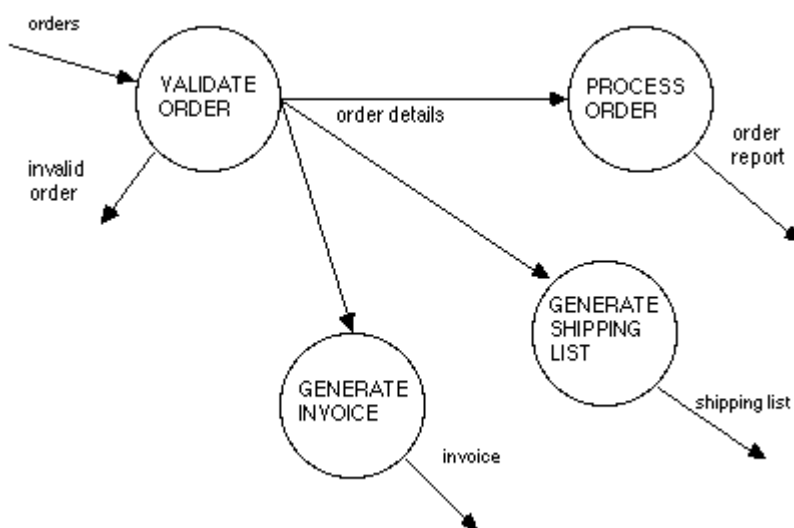 orders
VALIDATE
ORDER
PROCESS
ORDER
order details
order
report
invalid
order
GENERATE
SHIPPING
LIST
GENERATE
INVOICE
shipping list
invoice